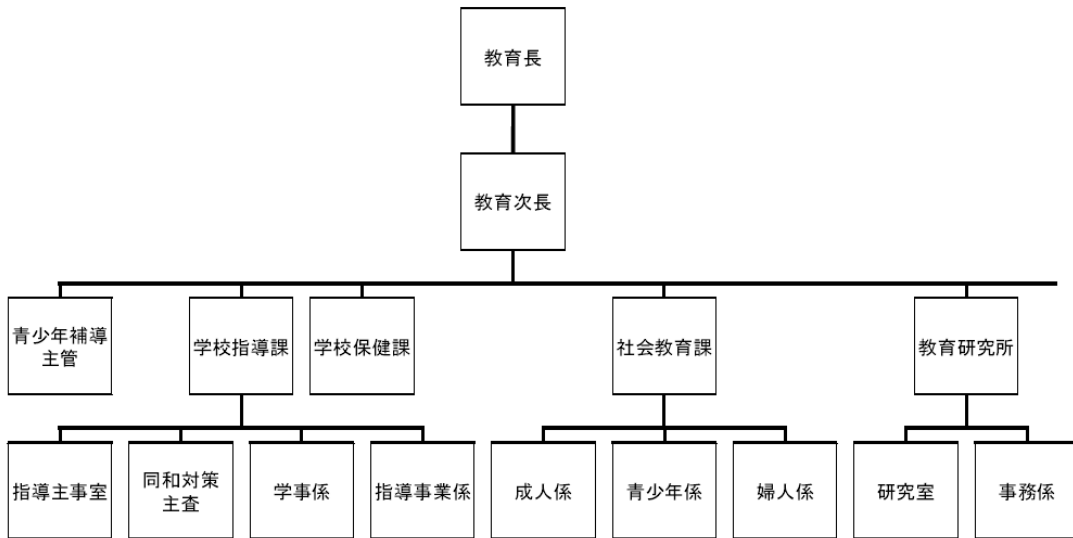 教育長
教育次長
青少年補導
主管
学校指導課
学校保健課
社会教育課
教育研究所
指導主事室
同和対策
主査
学事係
指導事業係
成人係
青少年係
婦人係
研究室
事務係